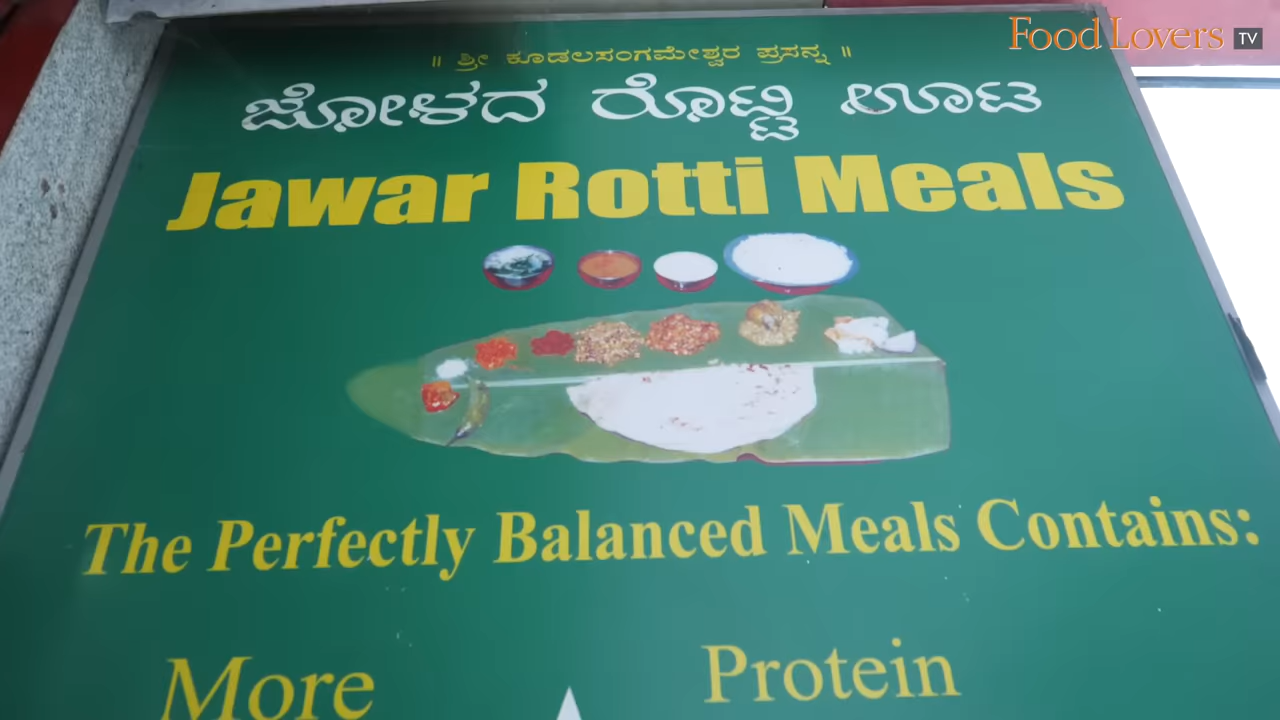 Food Lovers TV
॥ ಶ್ರೀ ಕೂಡಲಸಂಗಮೇಶ್ವರ ಪ್ರಸನ್ನ ॥
ಜೋಳದ ರೊಟ್ಟಿ ಊಟ
Jawar Rotti Meals
The Perfectly Balanced Meals Contains:
More Protein